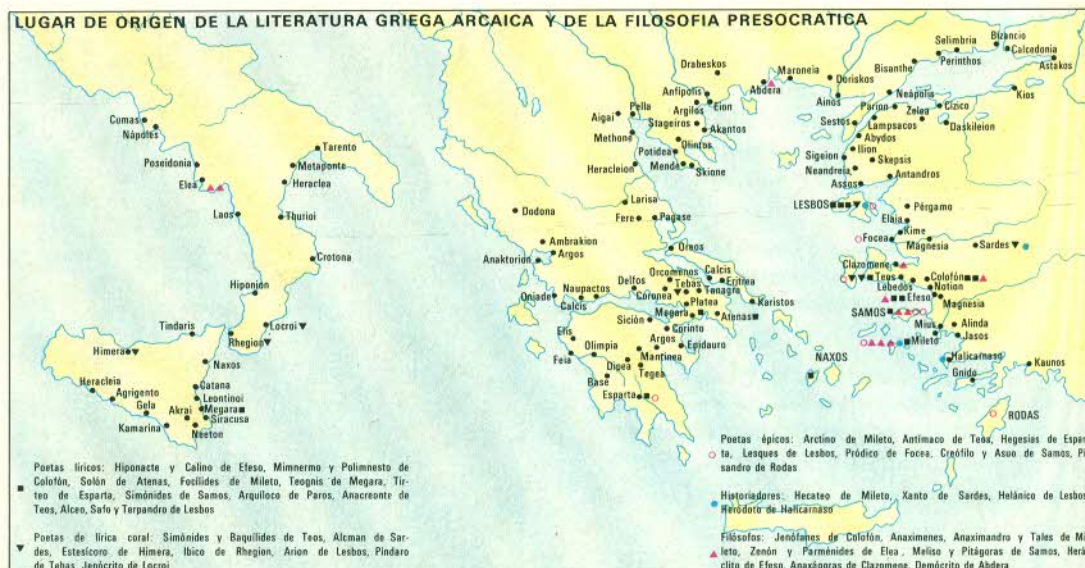 LUGAR DE ORIGEN DE LA LITERATURA GRIEGA ARCAICA Y DE LA FILOSOFIA PRESOCRATICA
Cumas
Nápoles
Poseidonia
Elea
Tarento
Metaponte
Heraclea
Laos
Thurioi
Crotona
Hiponion
Locroi
Rhegion
Tindaris
Himera
Naxos
Heracleia
Agrigento
Gela
Kamarina
Akrai
Neeton
Catana
Leontinoi
Megara
Siracusa
Drabeskos
Anfipolis
Eion
Argilos
Stageiros
Akantos
Pella
Aigai
Methone
Olintos
Potidea
Mende
Skione
Heracleion
Larisa
Fere
Pagase
Dodona
Ambrakion
Argos
Anaktorion
Oreos
Oniade
Calcis
Naupactos
Delfos
Orcomenos
Coronea
Tebas
Tanagra
Calcis
Eritrea
Platea
Megara
Atenas
Karistos
Sición
Corinto
Elis
Feia
Olimpia
Argos
Epidauro
Mantinea
Tegea
Dipea
Base
Esparta
NAXOS
Abdera
Maroneia
Doriskos
Ainos
Bisanthe
Selimbria
Perinthos
Bizancio
Calcedonia
Astakos
Kios
Neápolis
Parion
Cizico
Zelea
Daskileion
Sestos
Lampsacos
Abydos
Ilion
Sigeion
Skepsis
Neandreia
Assos
Antandros
LESBOS
Pérgamo
Elaia
Kime
Focea
Magnesia
Sardes
Clazomene
Teos
Colofón
Lebedos
Notion
Efeso
Magnesia
SAMOS
Mius
Alinda
Jasos
Mileto
Halicarnaso
Gnido
Kaunos
RODAS
Poetas líricos: Hiponacte y Calino de Efeso, Mimnermo y Polimnesto de
Colofón, Solón de Atenas, Focílides de Mileto, Teognis de Megara, Tir-
teo de Esparta, Simónides de Samos, Arquíloco de Paros, Anacreonte de
Teos, Alceo, Safo y Terpandro de Lesbos
Poetas de lírica coral: Simónides y Baquílides de Teos, Alcman de Sar-
des, Estesícoro de Himera, Ibico de Rhegion, Arion de Lesbos, Píndaro
de Tebas, Jenócrito de Locroi
Poetas épicos: Arctino de Mileto, Antímaco de Teos, Hegesias de Espar-
ta, Lesques de Lesbos, Pródico de Focea, Creófilo y Asuo de Samos, Pi-
sandro de Rodas
Historiadores: Hecateo de Mileto, Xanto de Sardes, Helánico de Lesbos
Heródoto de Halicarnaso
Filósofos: Jenófanes de Colofón, Anaximenes, Anaximandro y Tales de Mi-
leto, Zenón y Parménides de Elea, Meliso y Pitágoras de Samos, Herá-
clito de Efeso, Anaxágoras de Clazomene, Demócrito de Abdera